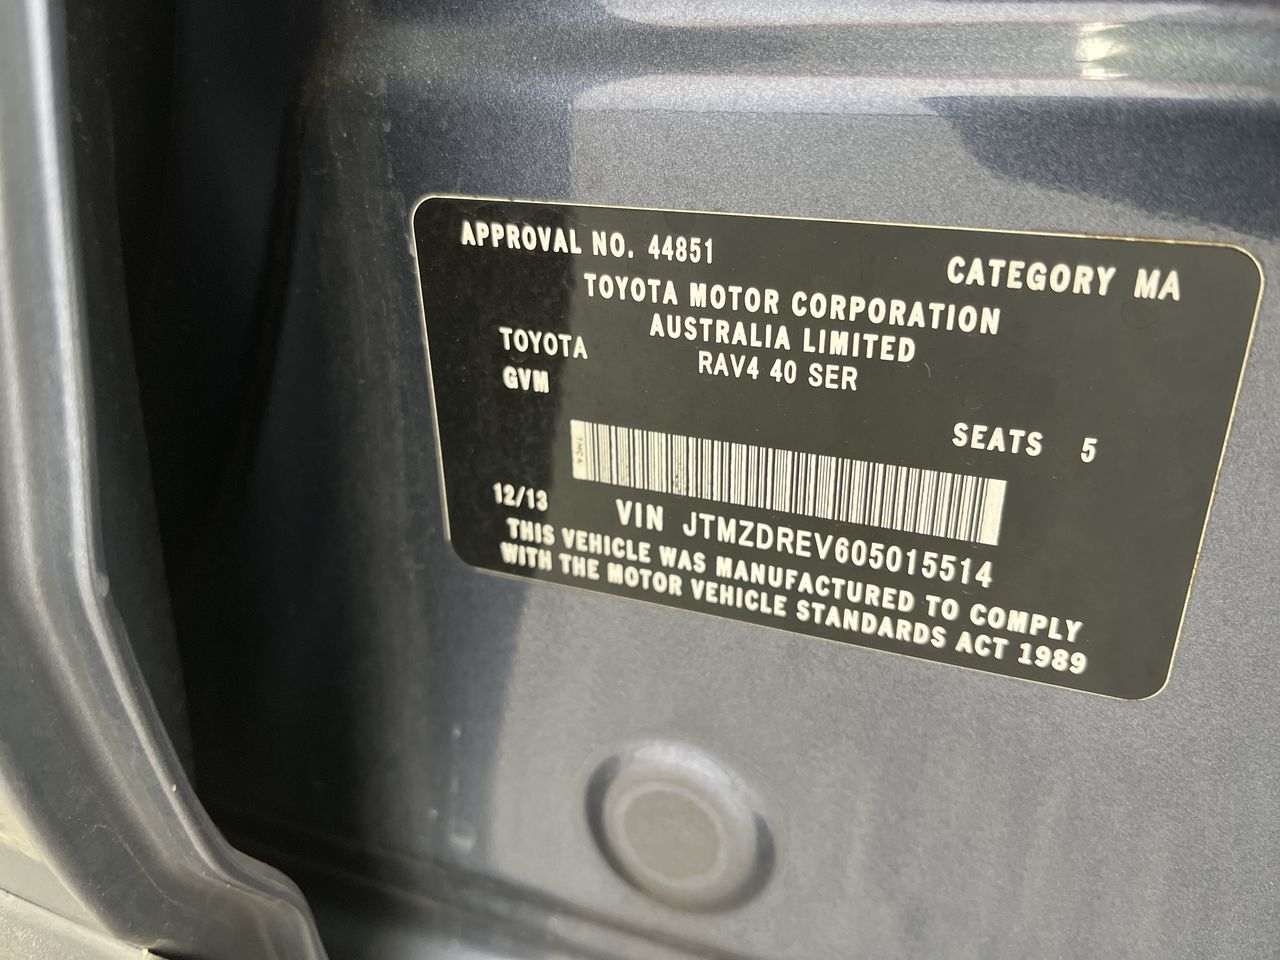 APPROVAL NO. 44851
CATEGORY MA
TOYOTA MOTOR CORPORATION
AUSTRALIA LIMITED
TOYOTA
RAV4 40 SER
GVM
SEATS 5
TMCA
12/13
VIN JTMZDREV605015514
THIS VEHICLE WAS MANUFACTURED TO COMPLY
WITH THE MOTOR VEHICLE STANDARDS ACT 1989